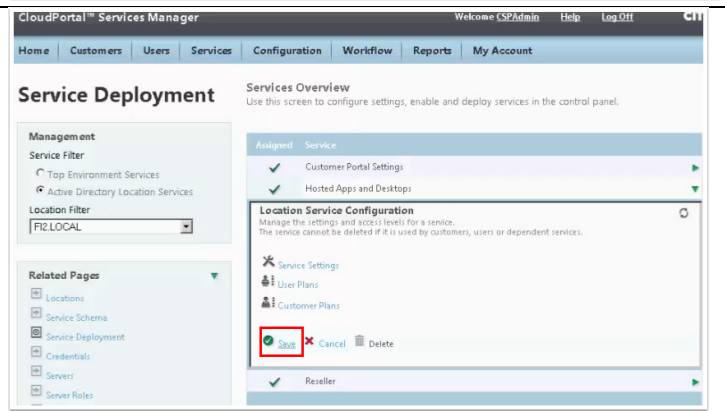 CloudPortal™ Services Manager
Welcome CSPAdmin Help Log Off
Home Customers Users Services Configuration Workflow Reports My Account
Service Deployment
Services Overview
Use this screen to configure settings, enable and deploy services in the control panel.
Management
Service Filter
Top Environment Services
Active Directory Location Services
Location Filter
FI2.LOCAL
Assigned Service
Customer Portal Settings
Hosted Apps and Desktops
Location Service Configuration
Manage the settings and access levels for a service.
The service cannot be deleted if it is used by customers, users or dependent services.
Service Settings
User Plans
Customer Plans
Save Cancel Delete
Reseller
Related Pages
Locations
Service Schema
Service Deployment
Credentials
Servers
Server Roles